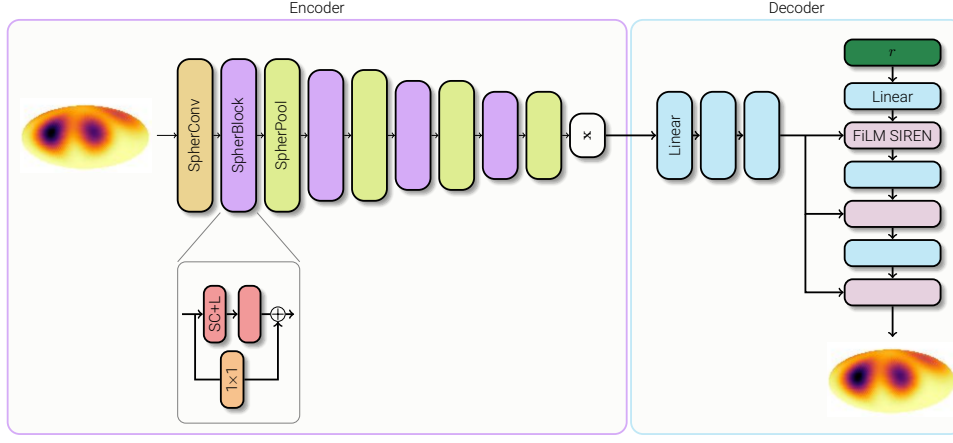 Encoder
Decoder
SpherConv
SpherBlock
SpherPool
x
Linear
r
Linear
FiLM SIREN
SC+L
1×1